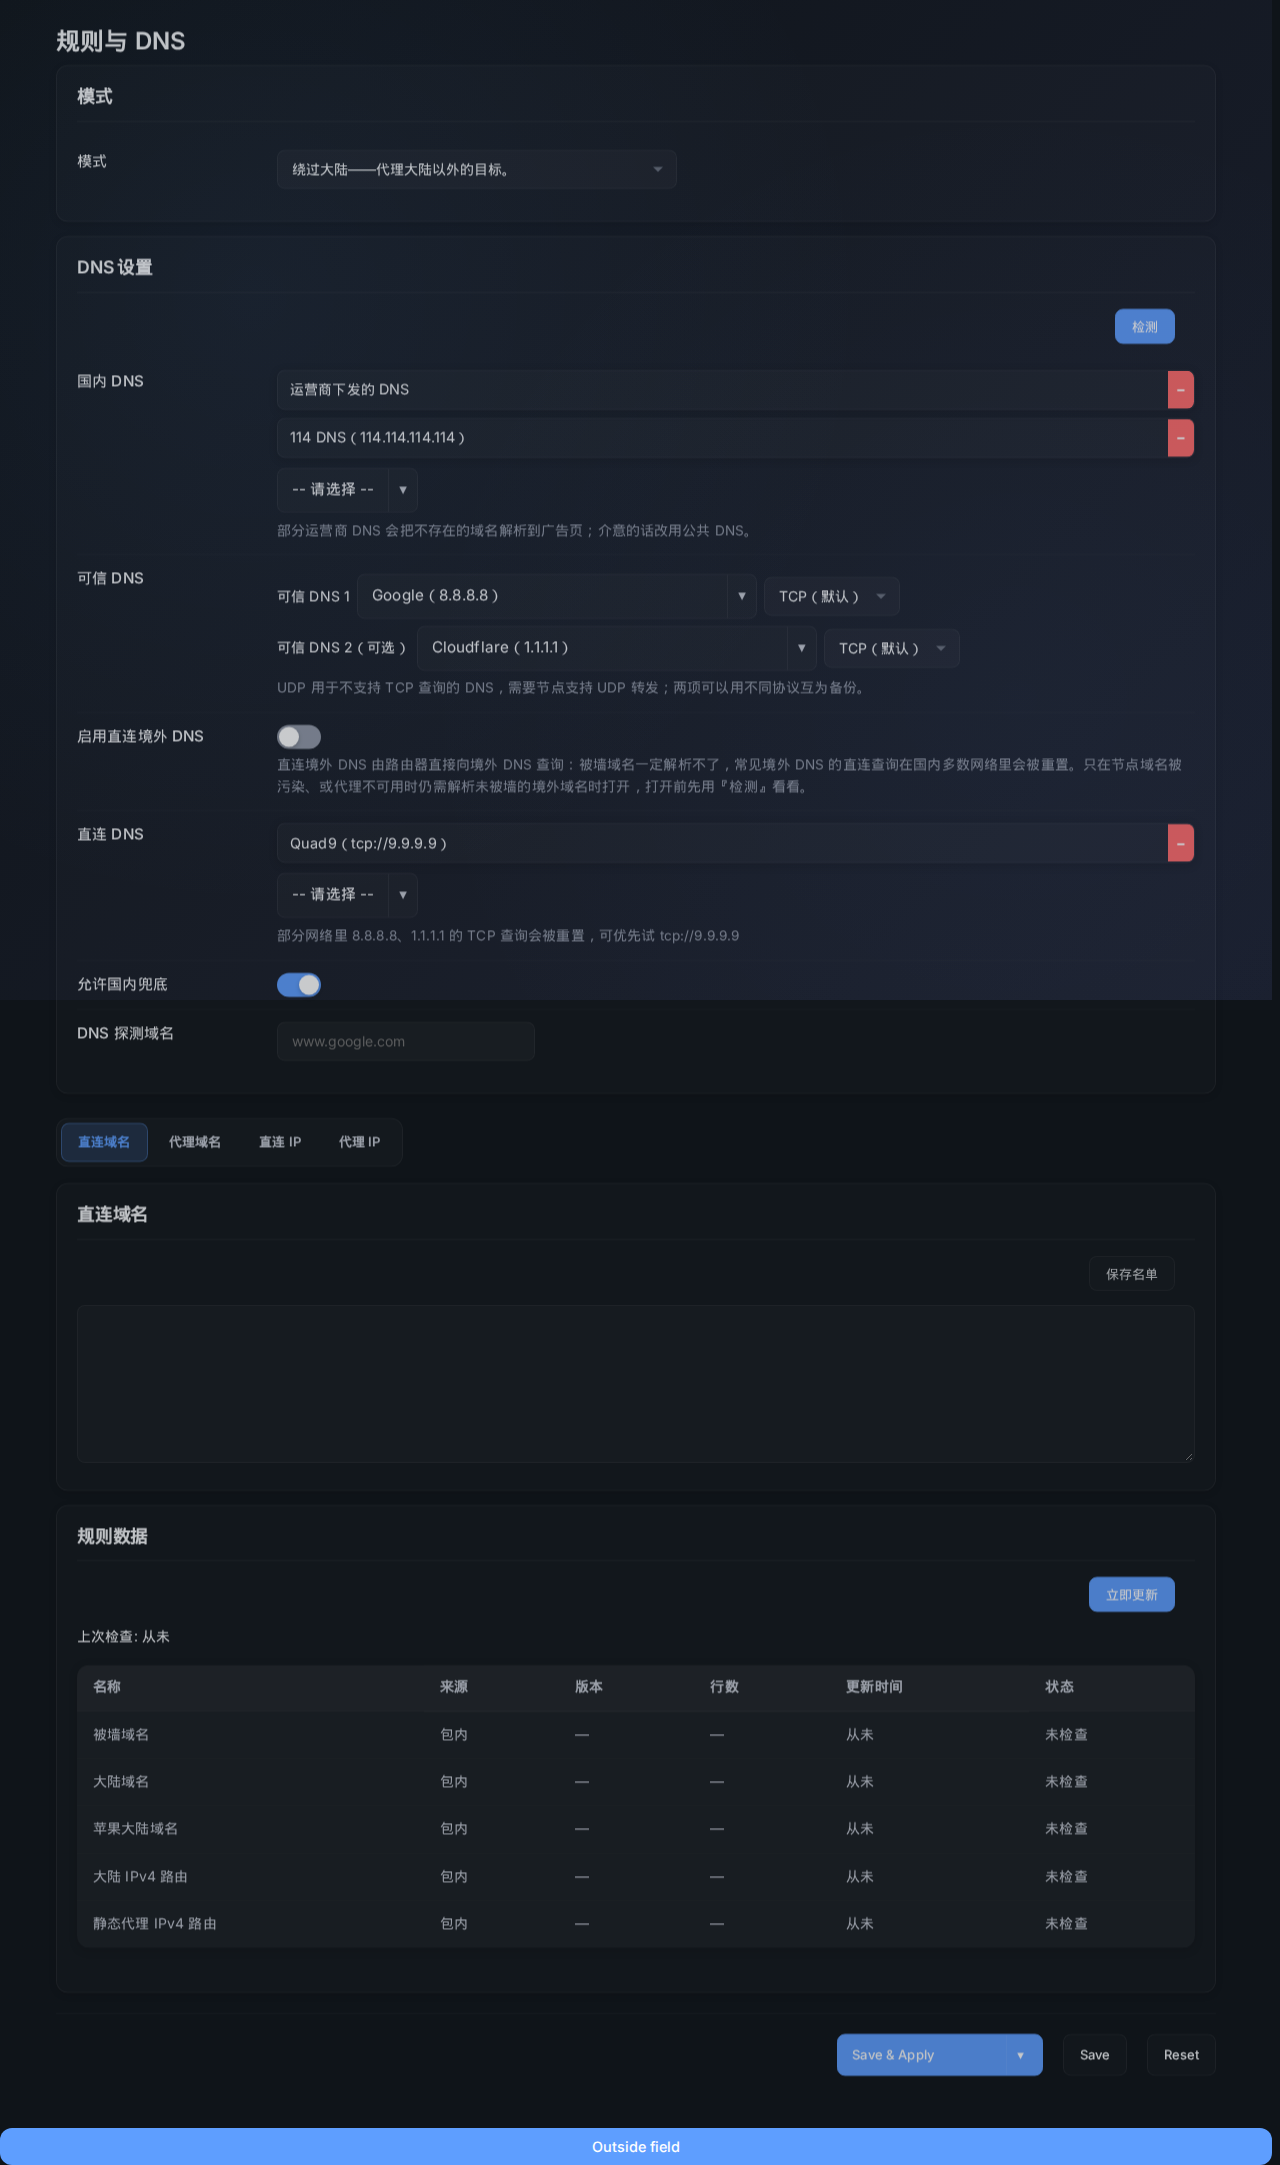 规则与 DNS
模式
模式
绕过大陆——代理大陆以外的目标。
DNS 设置
检测
国内 DNS
运营商下发的 DNS
−
114 DNS（114.114.114.114）
−
-- 请选择 --
▾
部分运营商 DNS 会把不存在的域名解析到广告页；介意的话改用公共 DNS。
可信 DNS
可信 DNS 1
Google（8.8.8.8）
▾
TCP（默认）
可信 DNS 2（可选）
Cloudflare（1.1.1.1）
▾
TCP（默认）
UDP 用于不支持 TCP 查询的 DNS，需要节点支持 UDP 转发；两项可以用不同协议互为备份。
启用直连境外 DNS
直连境外 DNS 由路由器直接向境外 DNS 查询：被墙域名一定解析不了，常见境外 DNS 的直连查询在国内多数网络里会被重置。只在节点域名被
污染、或代理不可用时仍需解析未被墙的境外域名时打开，打开前先用『检测』看看。
直连 DNS
Quad9（tcp://9.9.9.9）
−
-- 请选择 --
▾
部分网络里 8.8.8.8、1.1.1.1 的 TCP 查询会被重置，可优先试 tcp://9.9.9.9
允许国内兜底
DNS 探测域名
www.google.com
直连域名 代理域名 直连 IP 代理 IP
直连域名
保存名单
规则数据
立即更新
上次检查: 从未
名称 来源 版本 行数 更新时间 状态
被墙域名 包内 — — 从未 未检查
大陆域名 包内 — — 从未 未检查
苹果大陆域名 包内 — — 从未 未检查
大陆 IPv4 路由 包内 — — 从未 未检查
静态代理 IPv4 路由 包内 — — 从未 未检查
Save & Apply ▾ Save Reset
Outside field